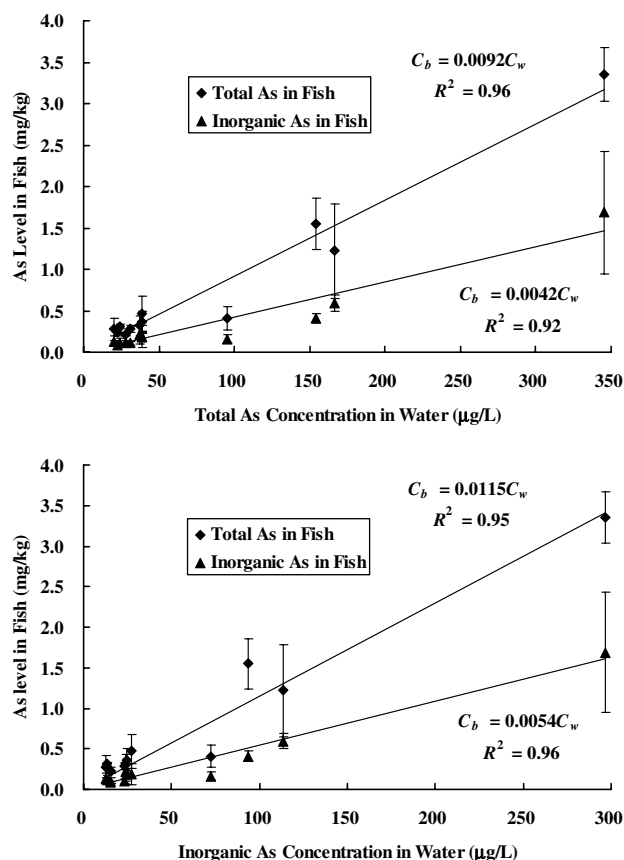 4.0
3.5
3.0
2.5
2.0
1.5
1.0
0.5
0.0
As Level in Fish (mg/kg)
Total As in Fish
Inorganic As in Fish
C_b = 0.0092C_w
R² = 0.96
C_b = 0.0042C_w
R² = 0.92
0 50 100 150 200 250 300 350
Total As Concentration in Water (µg/L)
4.0
3.5
3.0
2.5
2.0
1.5
1.0
0.5
0.0
As level in Fish (mg/kg)
Total As in Fish
Inorganic As in Fish
C_b = 0.0115C_w
R² = 0.95
C_b = 0.0054C_w
R² = 0.96
0 50 100 150 200 250 300
Inorganic As Concentration in Water (µg/L)